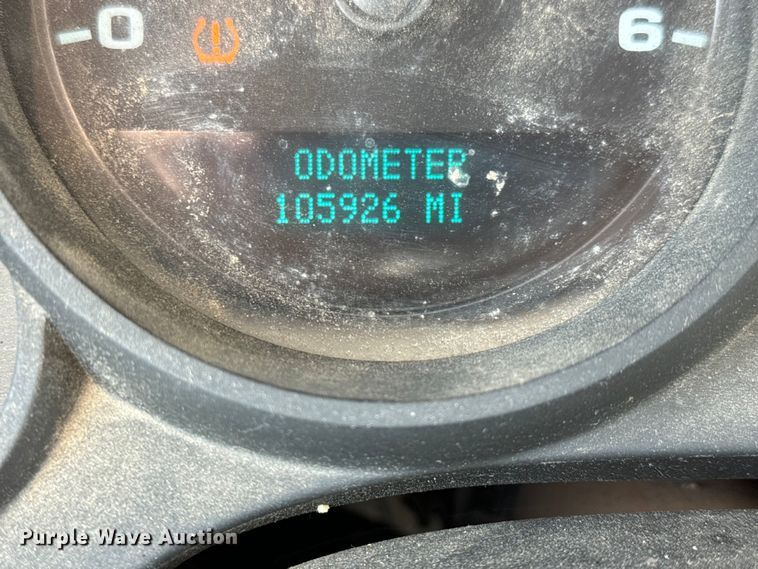 0 6
ODOMETER
105926 MI
Purple Wave Auction